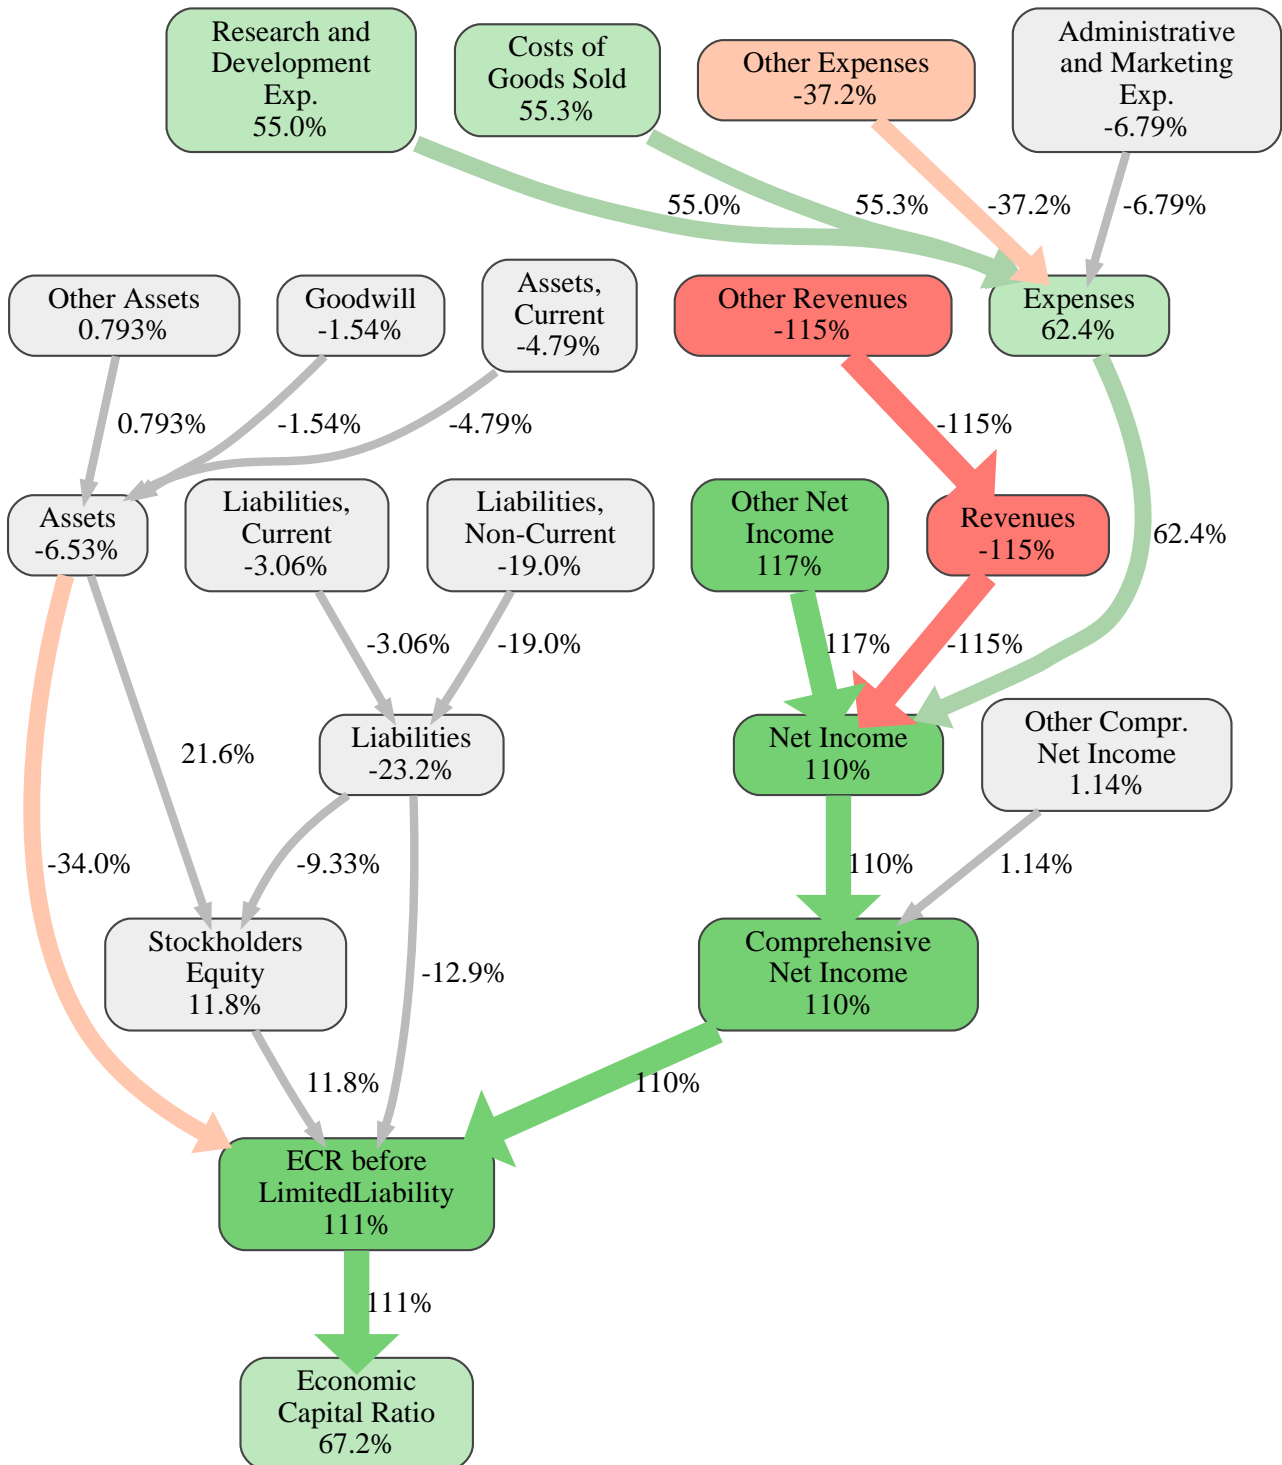 Research and
Development
Exp.
55.0%
Costs of
Goods Sold
55.3%
Other Expenses
-37.2%
Administrative
and Marketing
Exp.
-6.79%
55.0%
55.3%
-37.2%
-6.79%
Other Assets
0.793%
Goodwill
-1.54%
Assets,
Current
-4.79%
Other Revenues
-115%
Expenses
62.4%
0.793%
-1.54%
-4.79%
-115%
Assets
-6.53%
Liabilities,
Current
-3.06%
Liabilities,
Non-Current
-19.0%
Other Net
Income
117%
Revenues
-115%
62.4%
-3.06%
-19.0%
117%
-115%
21.6%
Liabilities
-23.2%
Net Income
110%
Other Compr.
Net Income
1.14%
-34.0%
-9.33%
110%
1.14%
Stockholders
Equity
11.8%
-12.9%
Comprehensive
Net Income
110%
11.8%
110%
ECR before
LimitedLiability
111%
111%
Economic
Capital Ratio
67.2%